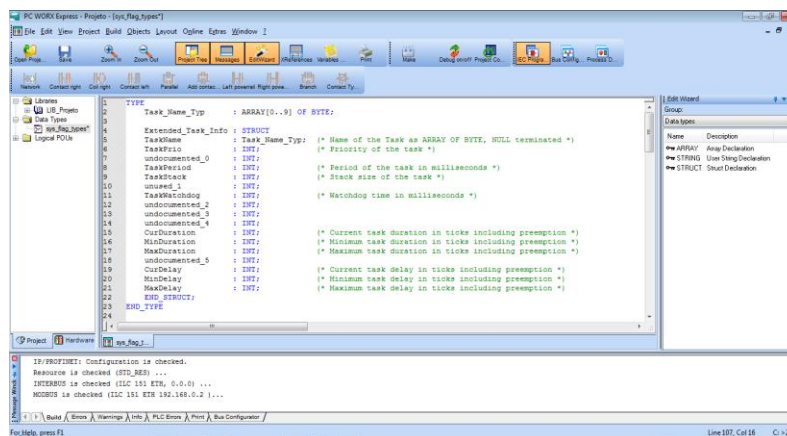 PC WORX Express - Projeto - [sys_flag_types*]
File Edit View Project Build Objects Layout Online Extras Window ?
Open Proje... Save Zoom In Zoom Out Project Tree Messages EditWizard XReferences Variables ... Print Make Debug on/off Project Co... IEC Progra... Bus Config... Process D...
Network Contact right Coil right Contact left Parallel Add contac... Left powerrail Right powe... Branch Contact Ty...
Libraries
LIB_Projeto
Data Types
sys_flag_types*
Logical POUs
Project Hardware
1 TYPE
2 Task_Name_Typ : ARRAY[0..9] OF BYTE;
3
4 Extended_Task_Info : STRUCT
5 TaskName : Task_Name_Typ; (* Name of the Task as ARRAY OF BYTE, NULL terminated *)
6 TaskPrio : INT; (* Priority of the task *)
7 undocumented_0 : INT;
8 TaskPeriod : INT; (* Period of the task in milliseconds *)
9 TaskStack : INT; (* Stack size of the task *)
10 unused_1 : INT;
11 TaskWatchdog : INT; (* Watchdog time in milliseconds *)
12 undocumented_2 : INT;
13 undocumented_3 : INT;
14 undocumented_4 : INT;
15 CurDuration : INT; (* Current task duration in ticks including preemption *)
16 MinDuration : INT; (* Minimum task duration in ticks including preemption *)
17 MaxDuration : INT; (* Maximum task duration in ticks including preemption *)
18 undocumented_5 : INT;
19 CurDelay : INT; (* Current task delay in ticks including preemption *)
20 MinDelay : INT; (* Minimum task delay in ticks including preemption *)
21 MaxDelay : INT; (* Maximum task delay in ticks including preemption *)
22 END_STRUCT;
23 END_TYPE
24
sys_flag_t...
Edit Wizard
Group:
Data types
Name Description
ARRAY Array Declaration
STRING User String Declaration
STRUCT Struct Declaration
IP/PROFINET: Configuration is checked.
Resource is checked (STD_RES) ...
INTERBUS is checked (ILC 151 ETH, 0.0.0) ...
MODBUS is checked (ILC 151 ETH 192.168.0.2 )...
Build Errors Warnings Info PLC Errors Print Bus Configurator
For Help, press F1
Line 107, Col 16